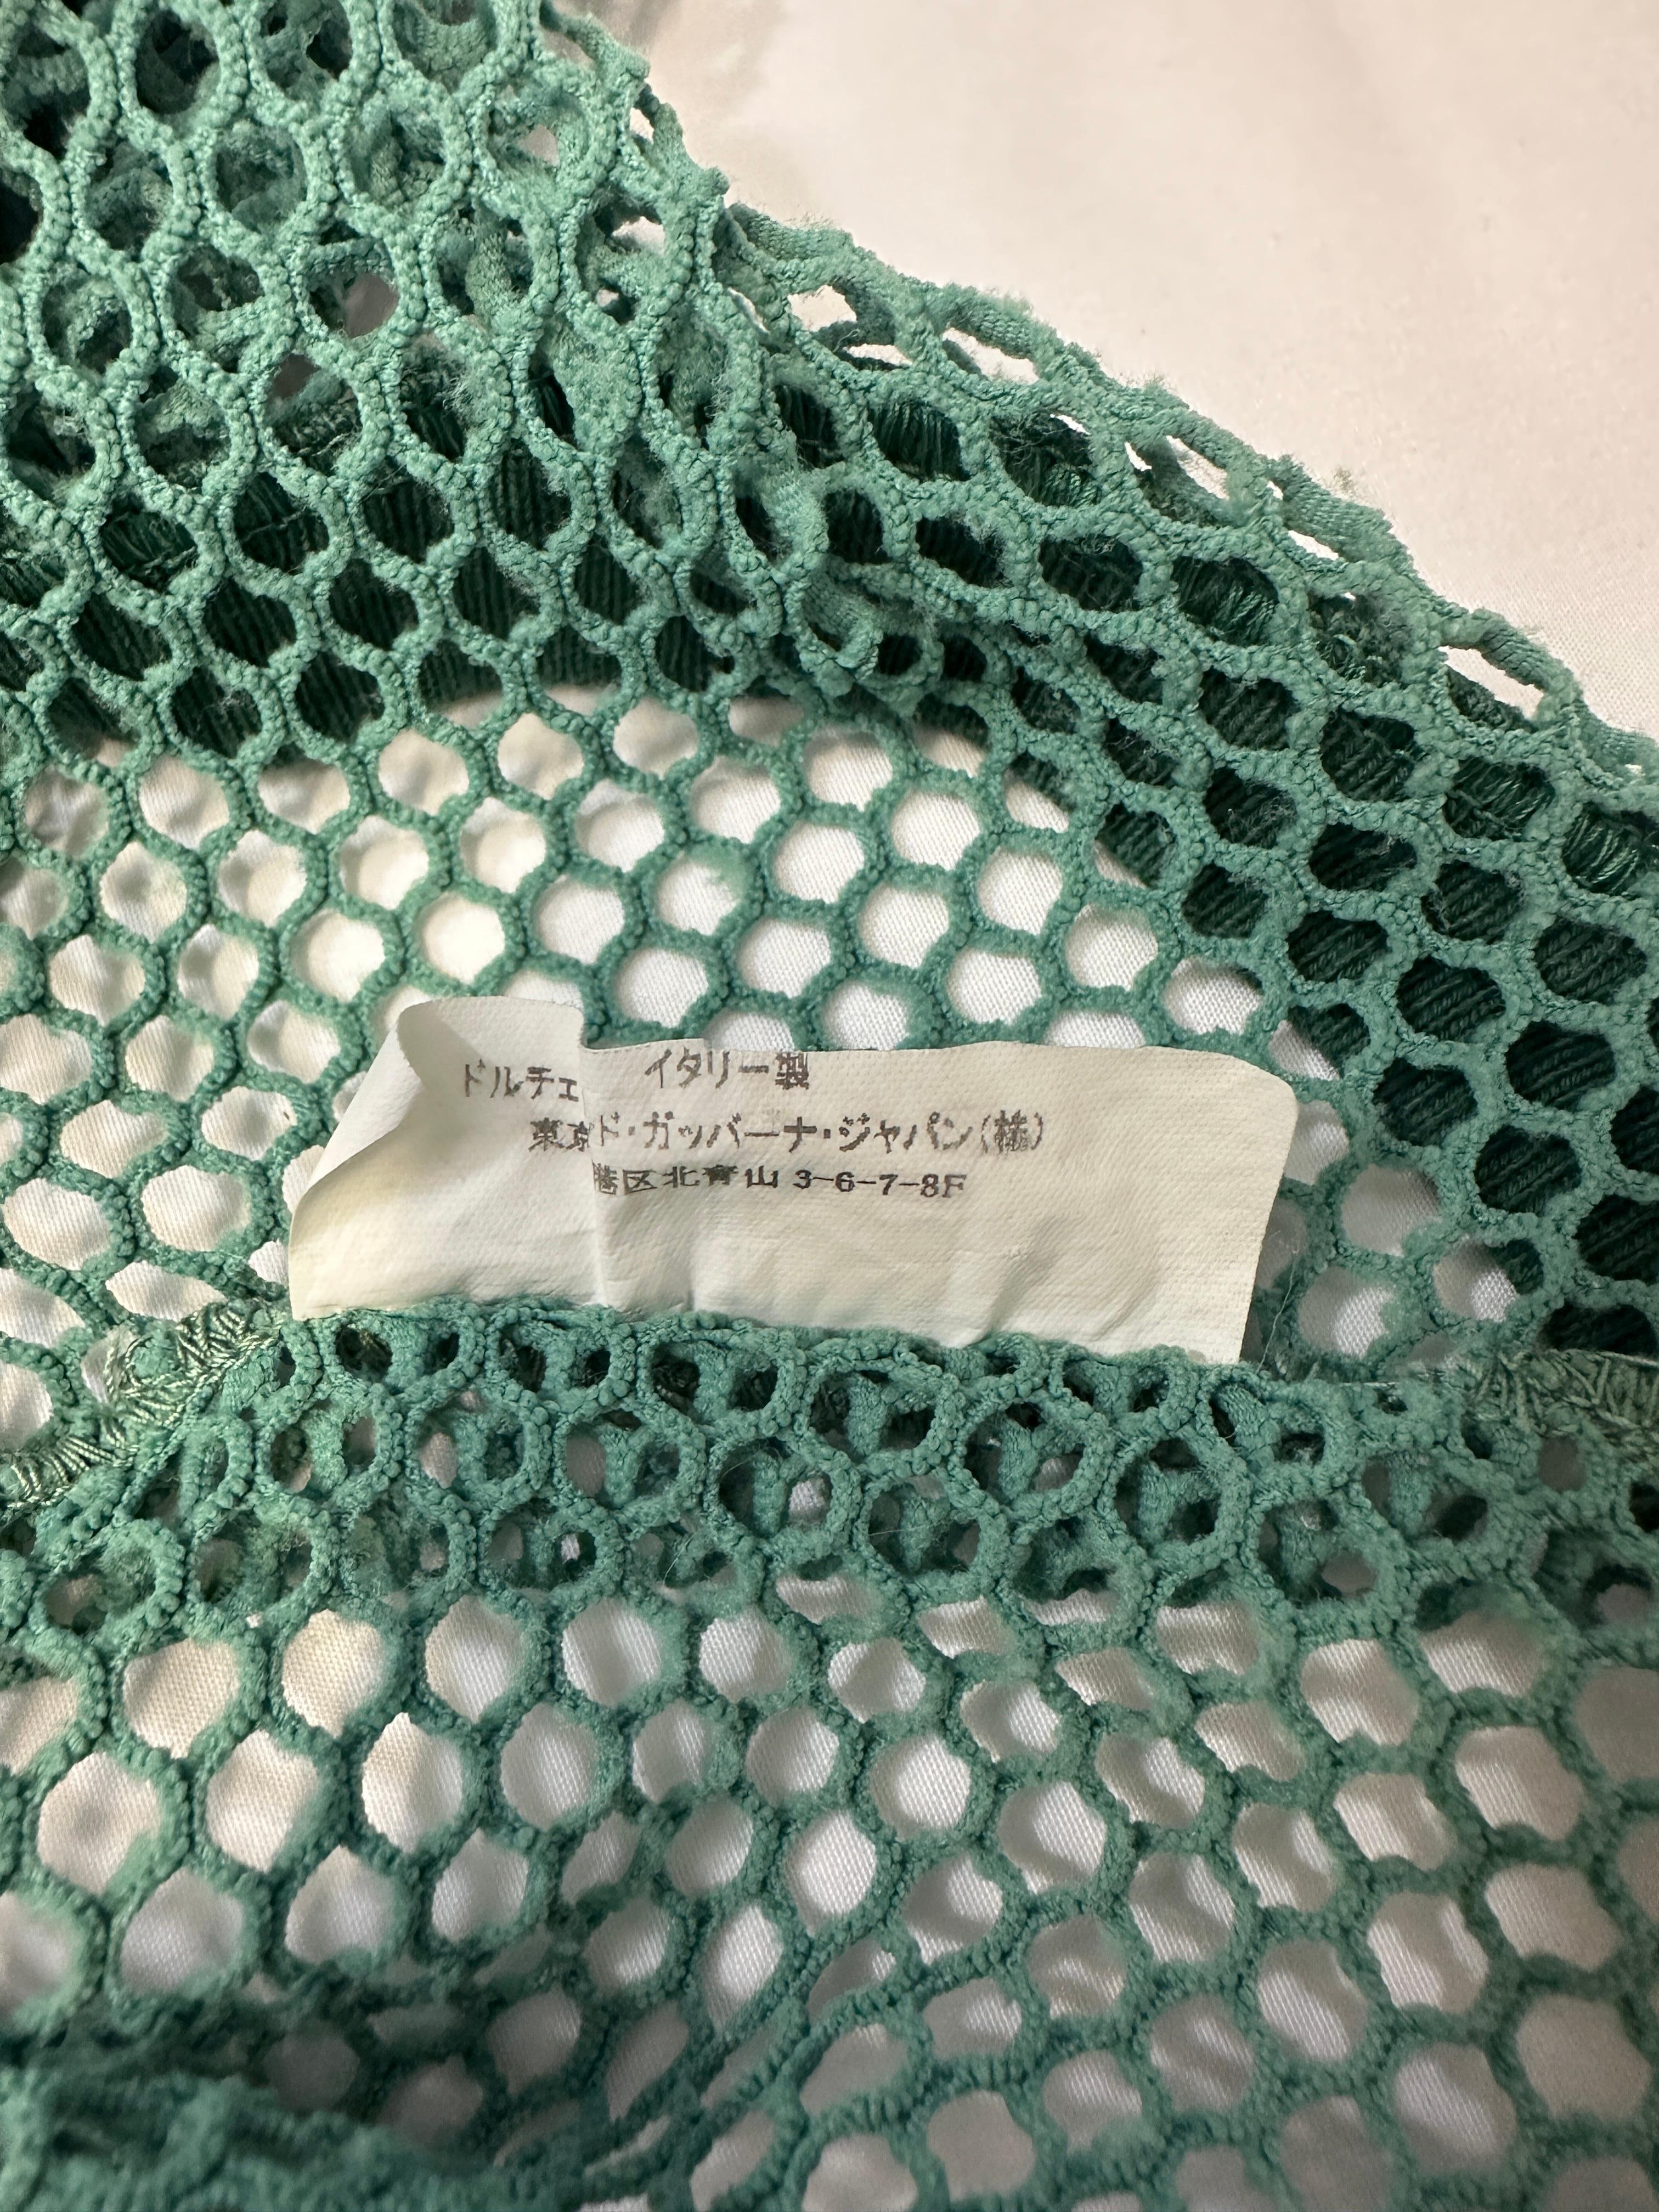 イタリー製
ドルチェド・ガッバーナ・ジャパン(株)
東京港区北青山 3-6-7-8F